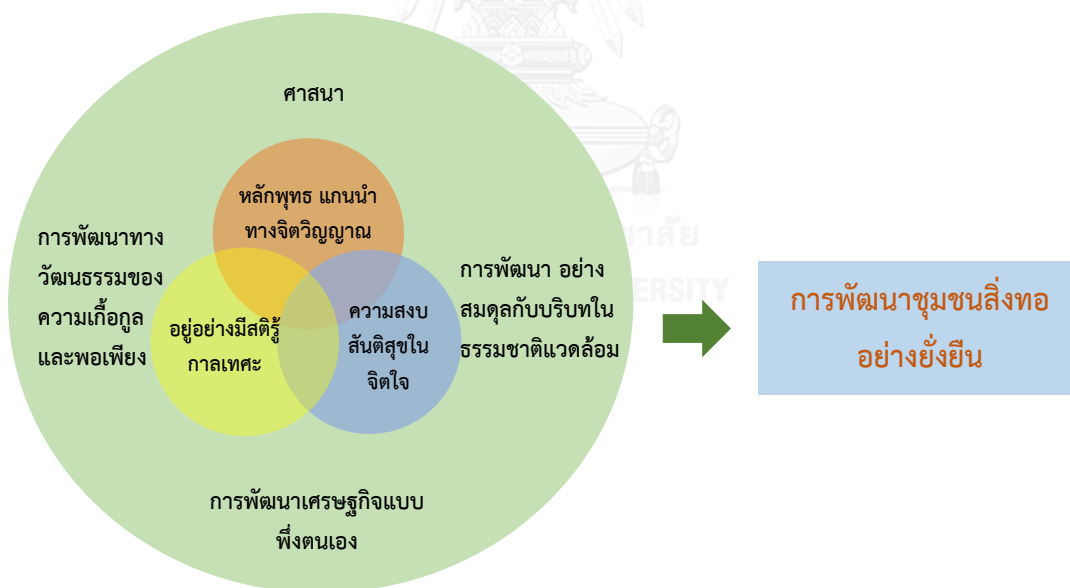 ศาสนา
หลักพุทธ แกนนำ
ทางจิตวิญญาณ
การพัฒนาทาง
วัฒนธรรมของ
ความเกื้อกูล
และพอเพียง
อยู่อย่างมีสติรู้
กาลเทศะ
ความสงบ
สันติสุขใน
จิตใจ
การพัฒนา อย่าง
สมดุลกับบริบทใน
ธรรมชาติแวดล้อม
การพัฒนาเศรษฐกิจแบบ
พึ่งตนเอง
การพัฒนาชุมชนสิ่งทอ
อย่างยั่งยืน
ยาลัย
ERSITY